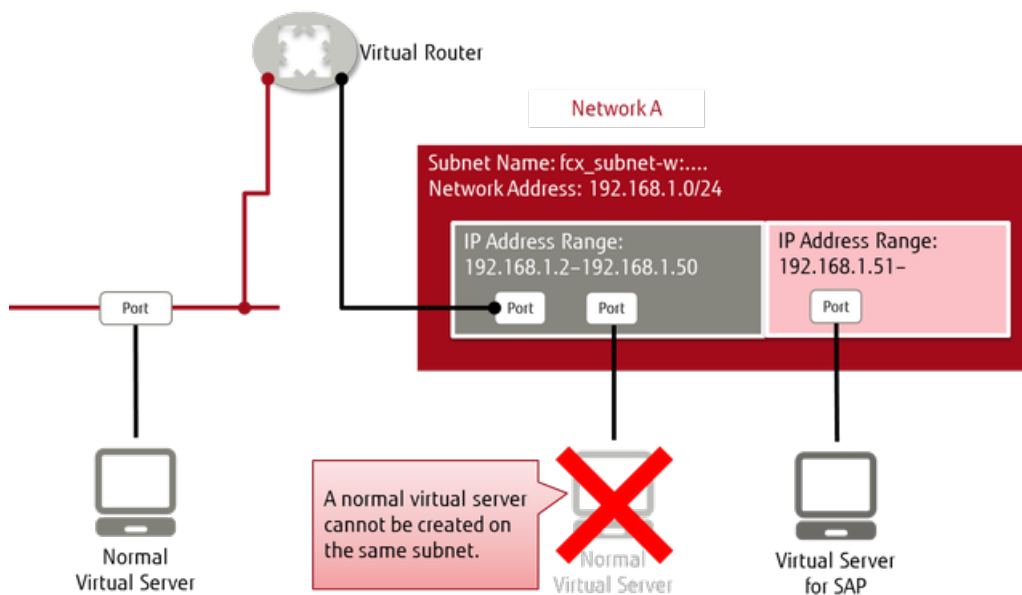 Virtual Router
Network A
Subnet Name: fcx_subnet-w:....
Network Address: 192.168.1.0/24
IP Address Range:
192.168.1.2–192.168.1.50
IP Address Range:
192.168.1.51–
Port
Port
Port
Port
A normal virtual server
cannot be created on
the same subnet.
Normal
Virtual Server
Normal
Virtual Server
Virtual Server
for SAP